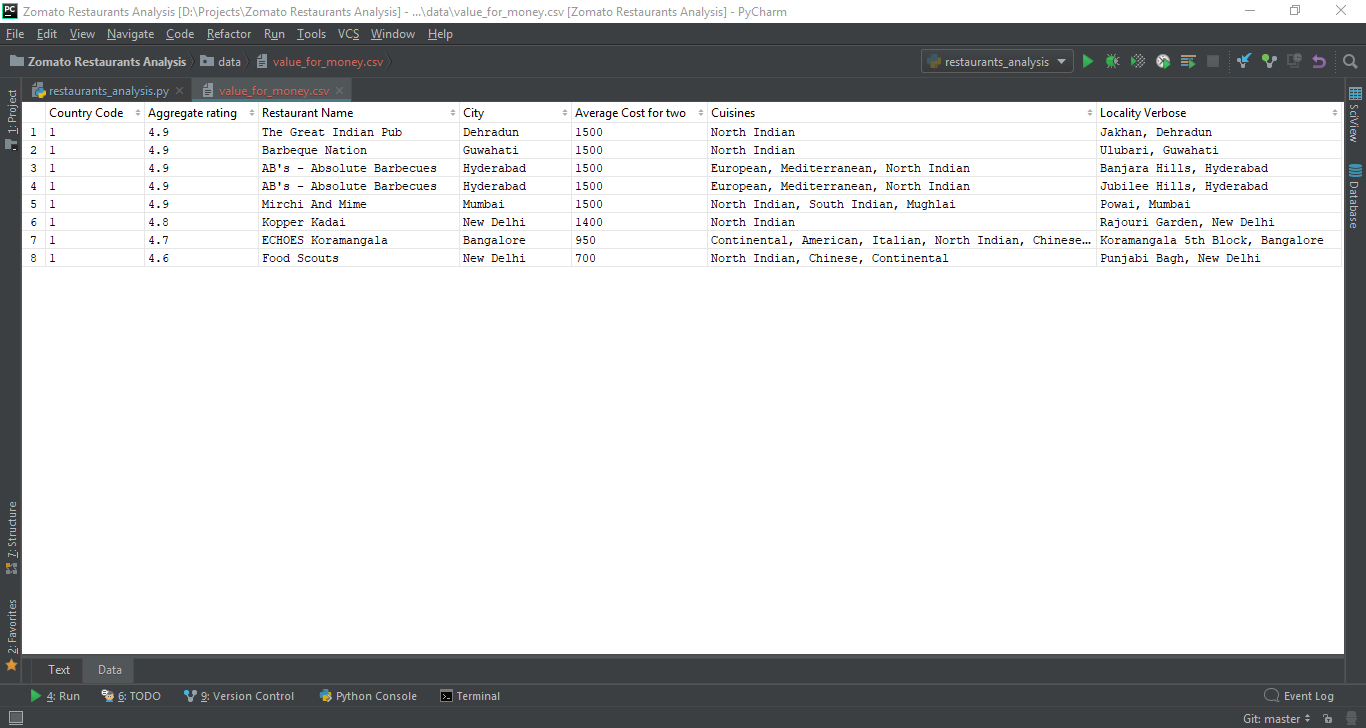 PC Zomato Restaurants Analysis [D:\Projects\Zomato Restaurants Analysis] - ...\data\value_for_money.csv [Zomato Restaurants Analysis] - PyCharm
File Edit View Navigate Code Refactor Run Tools VCS Window Help
Zomato Restaurants Analysis data value_for_money.csv restaurants_analysis
1: Project
restaurants_analysis.py value_for_money.csv
Country Code Aggregate rating Restaurant Name City Average Cost for two Cuisines Locality Verbose
1 1 4.9 The Great Indian Pub Dehradun 1500 North Indian Jakhan, Dehradun
2 1 4.9 Barbeque Nation Guwahati 1500 North Indian Ulubari, Guwahati
3 1 4.9 AB's - Absolute Barbecues Hyderabad 1500 European, Mediterranean, North Indian Banjara Hills, Hyderabad
4 1 4.9 AB's - Absolute Barbecues Hyderabad 1500 European, Mediterranean, North Indian Jubilee Hills, Hyderabad
5 1 4.9 Mirchi And Mime Mumbai 1500 North Indian, South Indian, Mughlai Powai, Mumbai
6 1 4.8 Kopper Kadai New Delhi 1400 North Indian Rajouri Garden, New Delhi
7 1 4.7 ECHOES Koramangala Bangalore 950 Continental, American, Italian, North Indian, Chinese... Koramangala 5th Block, Bangalore
8 1 4.6 Food Scouts New Delhi 700 North Indian, Chinese, Continental Punjabi Bagh, New Delhi
SciView
Database
7: Structure
2: Favorites
Text Data
4: Run 6: TODO 9: Version Control Python Console Terminal Event Log
Git: master